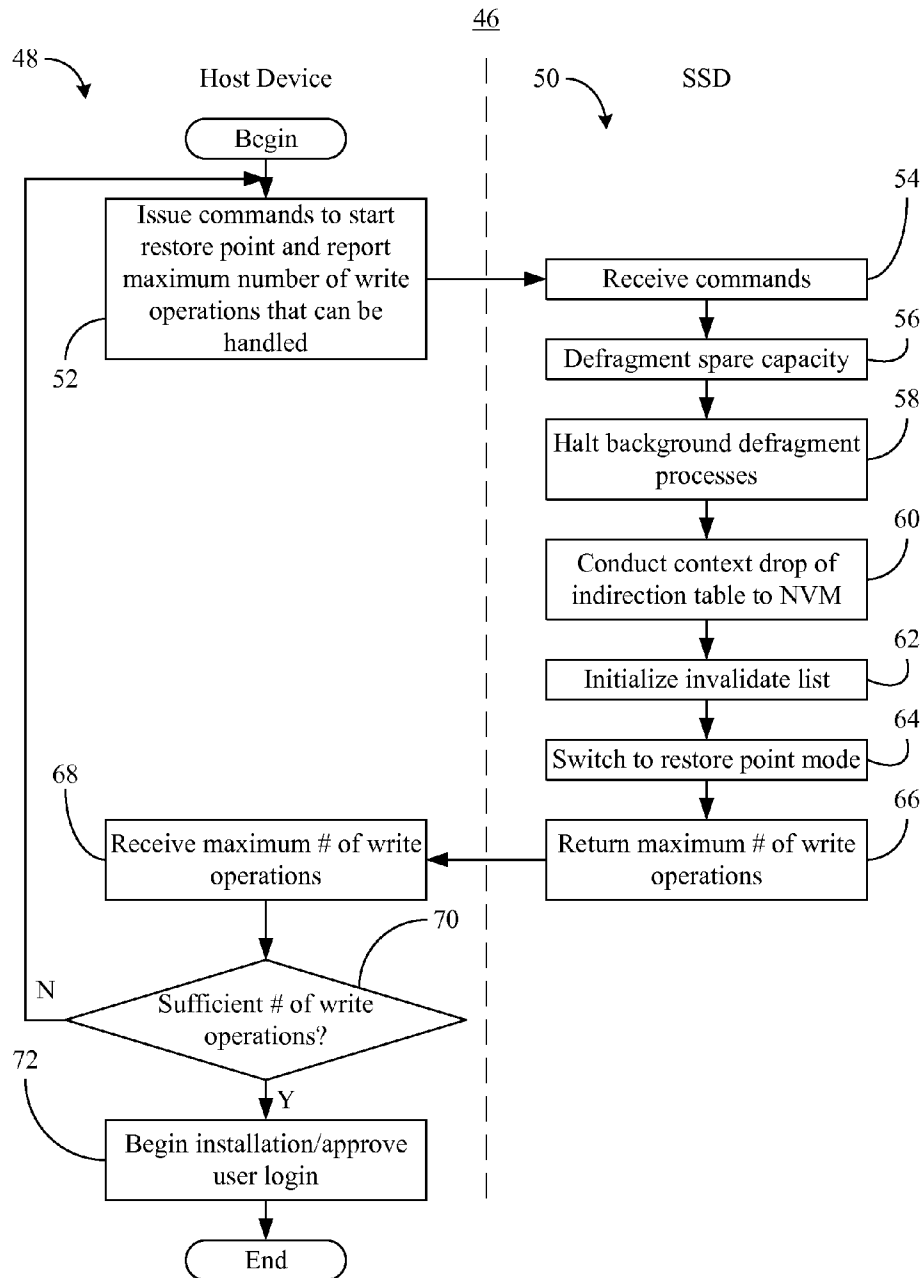 46
48
Host Device
50
SSD
Begin
Issue commands to start
restore point and report
maximum number of write
operations that can be
handled
52
54
Receive commands
56
Defragment spare capacity
58
Halt background defragment
processes
60
Conduct context drop of
indirection table to NVM
62
Initialize invalidate list
64
Switch to restore point mode
66
Return maximum # of write
operations
68
Receive maximum # of write
operations
70
N
Sufficient # of write
operations?
72
Y
Begin installation/approve
user login
End